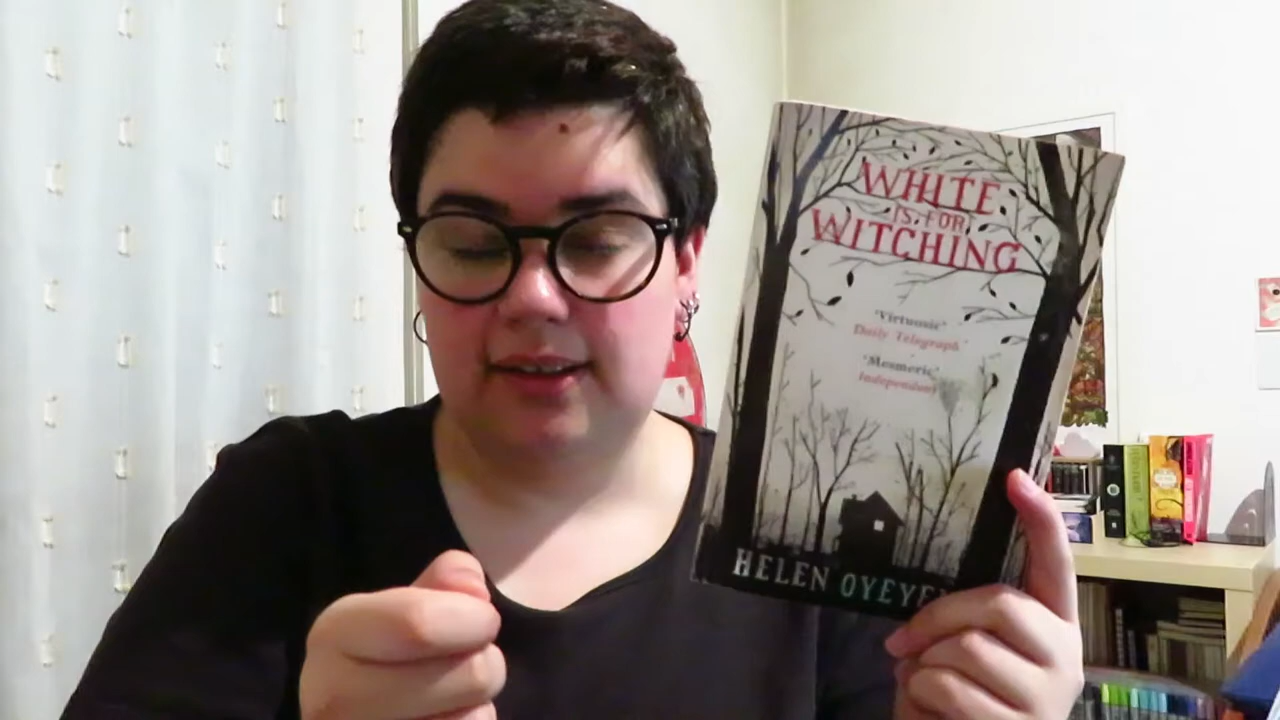 WHITE
IS FOR
WITCHING
'Virtuosic'
Daily Telegraph
'Mesmeric'
Independent
HELEN OYEYE